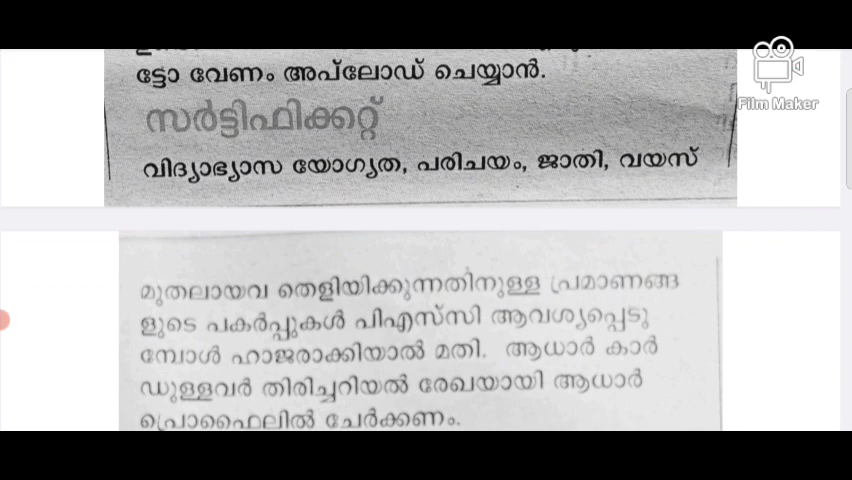 ട്ടോ വേണം അപ്‌ലോഡ് ചെയ്യാൻ.
Film Maker
സർട്ടിഫിക്കറ്റ്
വിദ്യാഭ്യാസ യോഗ്യത, പരിചയം, ജാതി, വയസ്
മുതലായവ തെളിയിക്കുന്നതിനുള്ള പ്രമാണങ്ങ
ളുടെ പകർപ്പുകൾ പിഎസ്‌സി ആവശ്യപ്പെടു
മ്പോൾ ഹാജരാക്കിയാൽ മതി. ആധാർ കാർ
ഡുള്ളവർ തിരിച്ചറിയൽ രേഖയായി ആധാർ
പ്രൊഫൈലിൽ ചേർക്കണം.